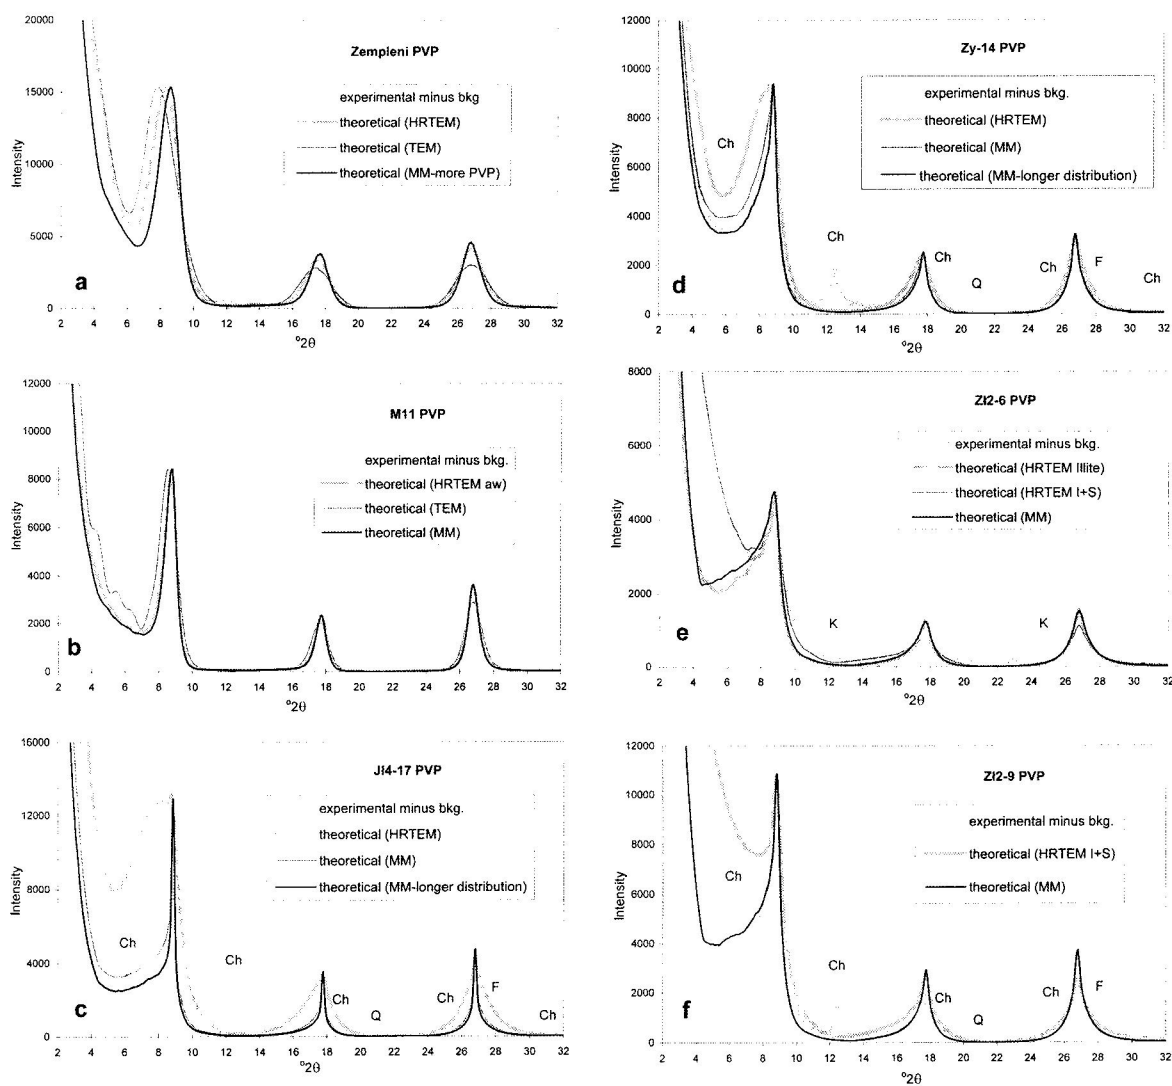 20000
Zempleni PVP
15000
experimental minus bkg
theoretical (HRTEM)
theoretical (TEM)
theoretical (MM-more PVP)
Intensity
10000
5000
a
0
2 4 6 8 10 12 14 16 18 20 22 24 26 28 30 32
°2θ
12000
M11 PVP
10000
experimental minus bkg.
theoretical (HRTEM aw)
theoretical (TEM)
theoretical (MM)
8000
Intensity
6000
4000
2000
b
0
2 4 6 8 10 12 14 16 18 20 22 24 26 28 30 32
°2θ
16000
JI4-17 PVP
experimental minus bkg.
12000
theoretical (HRTEM)
theoretical (MM)
theoretical (MM-longer distribution)
Intensity
8000
Ch
Ch
4000
Ch
Ch
F
Q
Ch
c
0
2 4 6 8 10 12 14 16 18 20 22 24 26 28 30 32
°2θ
12000
Zy-14 PVP
10000
experimental minus bkg.
theoretical (HRTEM)
theoretical (MM)
theoretical (MM-longer distribution)
8000
Ch
Intensity
6000
4000
Ch
2000
Ch
Ch
F
Q
Ch
d
0
2 4 6 8 10 12 14 16 18 20 22 24 26 28 30 32
°2θ
8000
ZI2-6 PVP
experimental minus bkg.
theoretical (HRTEM Illite)
theoretical (HRTEM I+S)
theoretical (MM)
6000
Intensity
4000
2000
K
K
e
0
2 4 6 8 10 12 14 16 18 20 22 24 26 28 30 32
°2θ
12000
ZI2-9 PVP
10000
experimental minus bkg.
theoretical (HRTEM I+S)
theoretical (MM)
8000
Ch
Intensity
6000
4000
Ch
2000
Ch
Ch
F
Q
f
0
2 4 6 8 10 12 14 16 18 20 22 24 26 28 30 32
°2θ